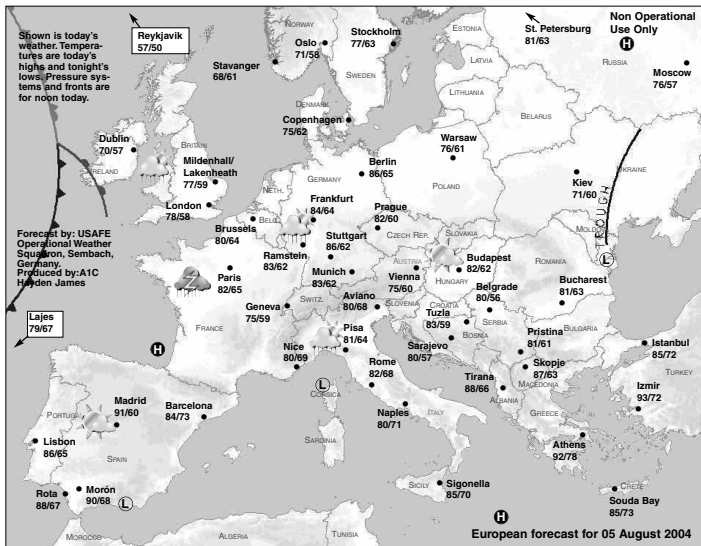 Shown is today's
weather. Tempera-
tures are today's
highs and tonight's
lows. Pressure sys-
tems and fronts are
for noon today.
Reykjavik
57/50
NORWAY
Oslo
71/58
Stockholm
77/63
ESTONIA
St. Petersburg
81/63
Non Operational
Use Only
H
RUSSIA
Moscow
76/57
Stavanger
68/61
SWEDEN
LATVIA
LITHUANIA
DENMARK
Copenhagen
75/62
BELARUS
Dublin
70/57
IRELAND
BRITAIN
Mildenhall/
Lakenheath
77/59
London
78/58
NETH.
GERMANY
Berlin
86/65
Warsaw
76/61
POLAND
UKRAINE
Kiev
71/60
TROUGH
Frankfurt
84/64
Prague
82/60
Brussels
80/64
BELG.
CZECH REP.
SLOVAKIA
MOLDOVA
L
Forecast by: USAFE
Operational Weather
Squadron, Sembach,
Germany.
Produced by:A1C
Hayden James
Ramstein
83/62
Stuttgart
86/62
Munich
83/62
AUSTRIA
Vienna
75/60
Budapest
82/62
HUNGARY
ROMANIA
Paris
82/65
Geneva
75/59
SWITZ.
Aviano
80/68
SLOVENIA
CROATIA
Belgrade
80/56
Bucharest
81/63
Lajes
79/67
FRANCE
Tuzla
83/59
BOSNIA
SERBIA
Pisa
81/64
Sarajevo
80/57
Pristina
81/61
BULGARIA
Istanbul
85/72
H
Nice
80/69
Rome
82/68
Skopje
87/63
MACEDONIA
TURKEY
L
CORSICA
Tirana
88/66
ALBANIA
Izmir
93/72
PORTUG.
Madrid
91/60
Barcelona
84/73
Naples
80/71
ITALY
GREECE
Lisbon
86/65
SPAIN
SARDINIA
Athens
92/78
Rota
88/67
Morón
90/68
L
SICILY
Sigonella
85/70
CRETE
Souda Bay
85/73
MOROCCO
ALGERIA
TUNISIA
H
European forecast for 05 August 2004